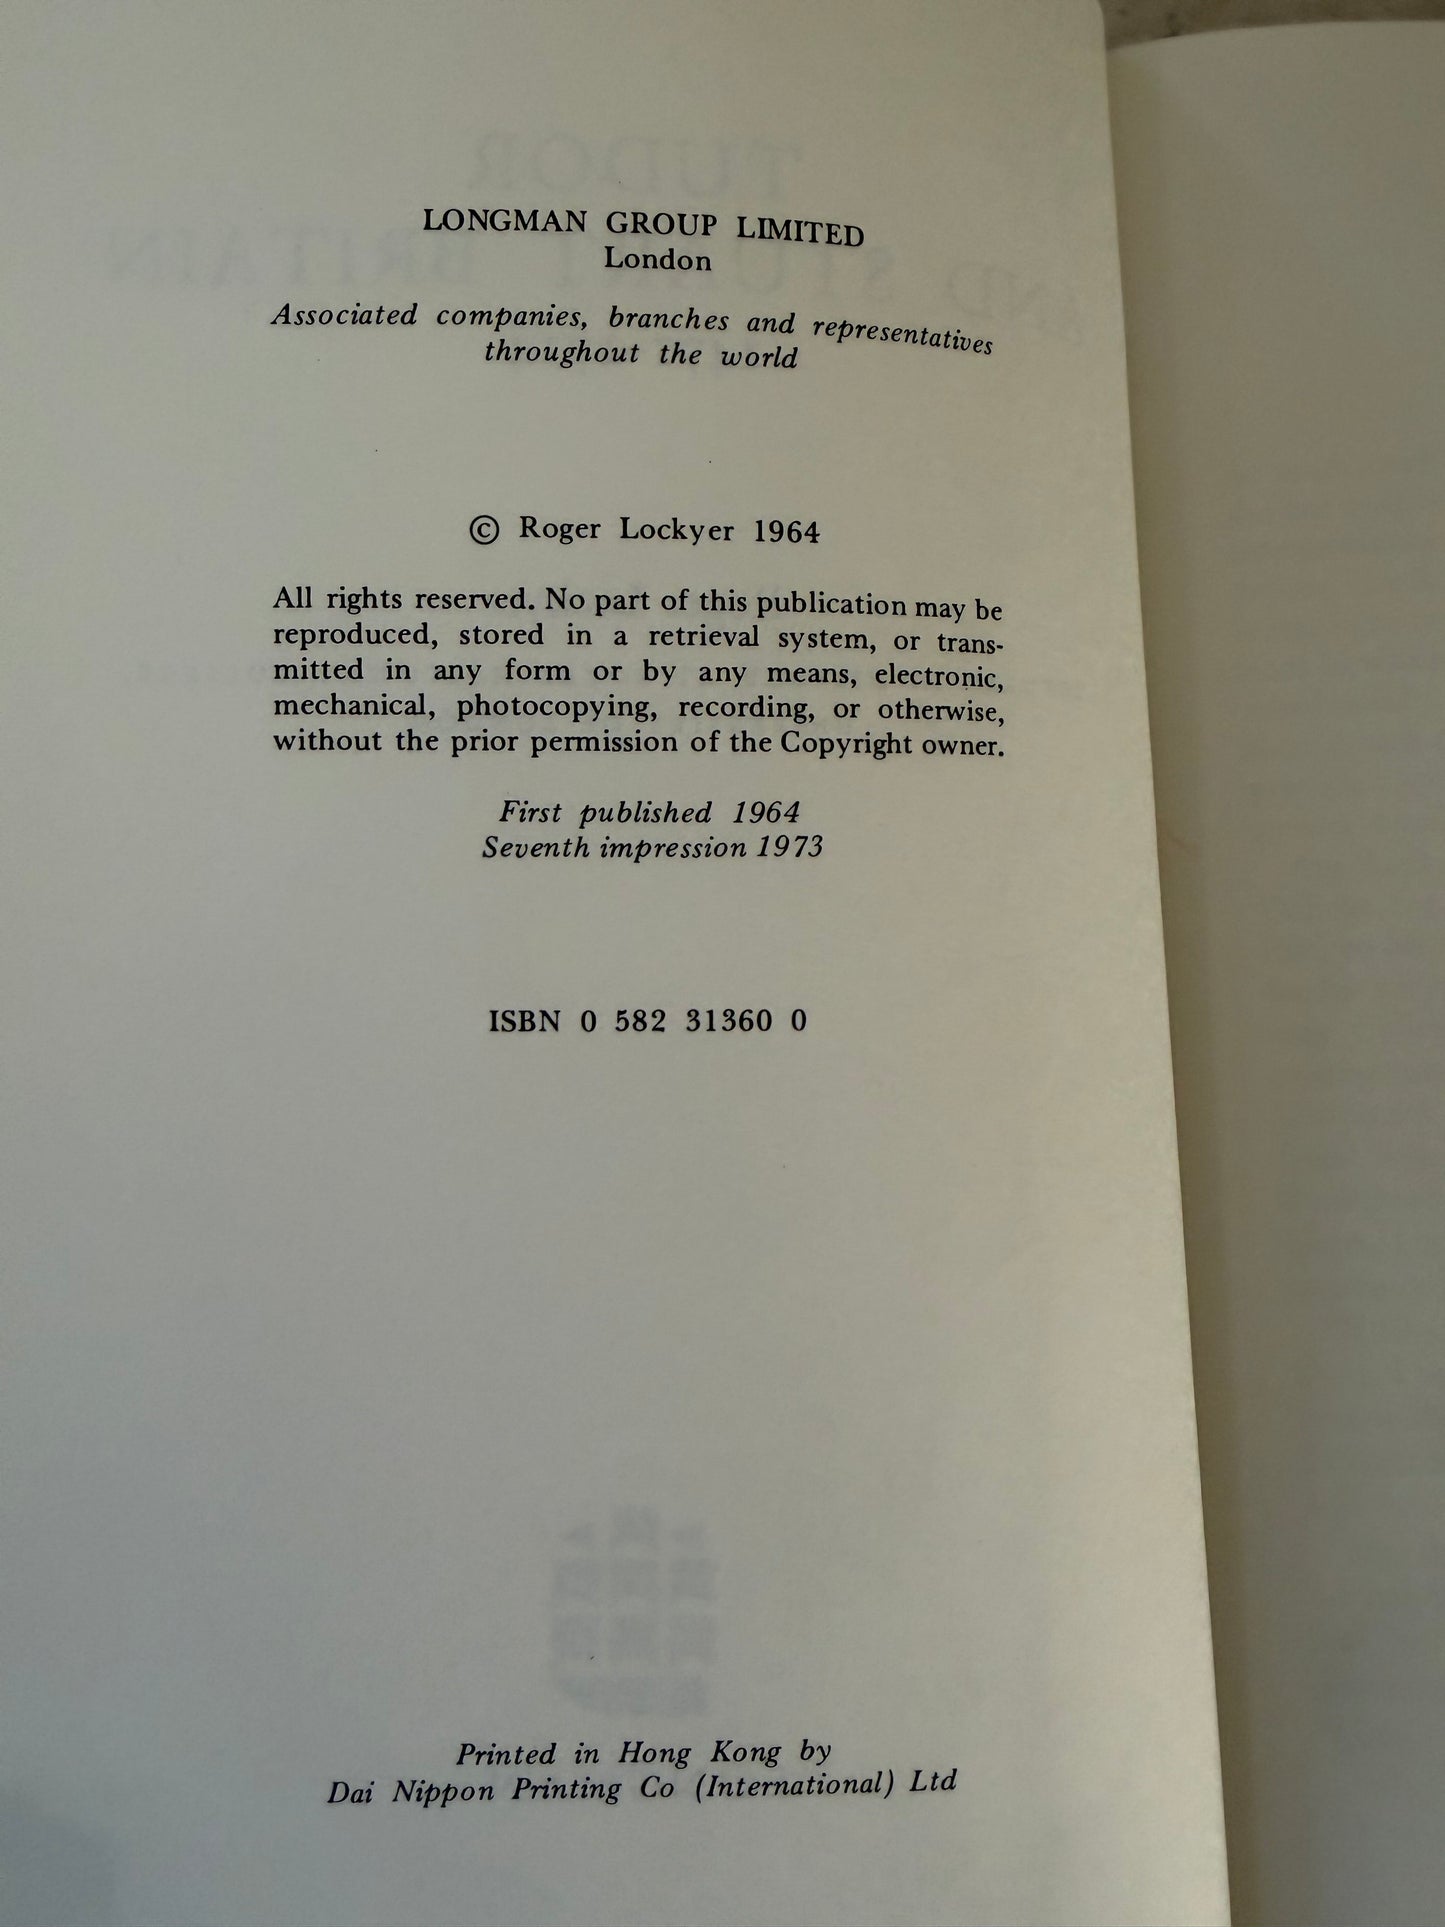 LONGMAN GROUP LIMITED
London
Associated companies, branches and representatives
throughout the world
© Roger Lockyer 1964
All rights reserved. No part of this publication may be
reproduced, stored in a retrieval system, or trans-
mitted in any form or by any means, electronic,
mechanical, photocopying, recording, or otherwise,
without the prior permission of the Copyright owner.
First published 1964
Seventh impression 1973
ISBN 0 582 31360 0
Printed in Hong Kong by
Dai Nippon Printing Co (International) Ltd